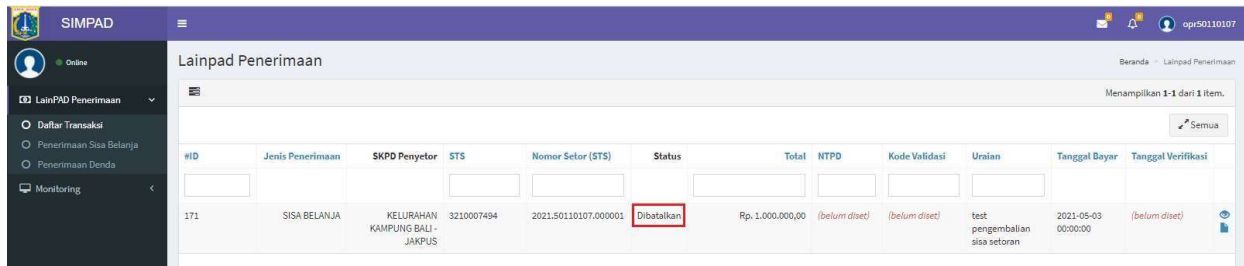 SIMPAD
opr50110107
Online
Lainpad Penerimaan
Beranda > Lainpad Penerimaan
LainPAD Penerimaan
Menampilkan 1-1 dari 1 item.
Daftar Transaksi
Semua
Penerimaan Sisa Belanja
Penerimaan Denda
Monitoring
#ID Jenis Penerimaan SKPD Penyetor STS Nomor Setor (STS) Status Total NTPD Kode Validasi Uraian Tanggal Bayar Tanggal Verifikasi
171 SISA BELANJA KELURAHAN 3210007494 2021.50110107.000001 Dibatalkan Rp. 1.000.000,00 (belum diset) (belum diset) test 2021-05-03 (belum diset)
KAMPUNG BALI - pengembalian 00:00:00
JAKPUS sisa setoran